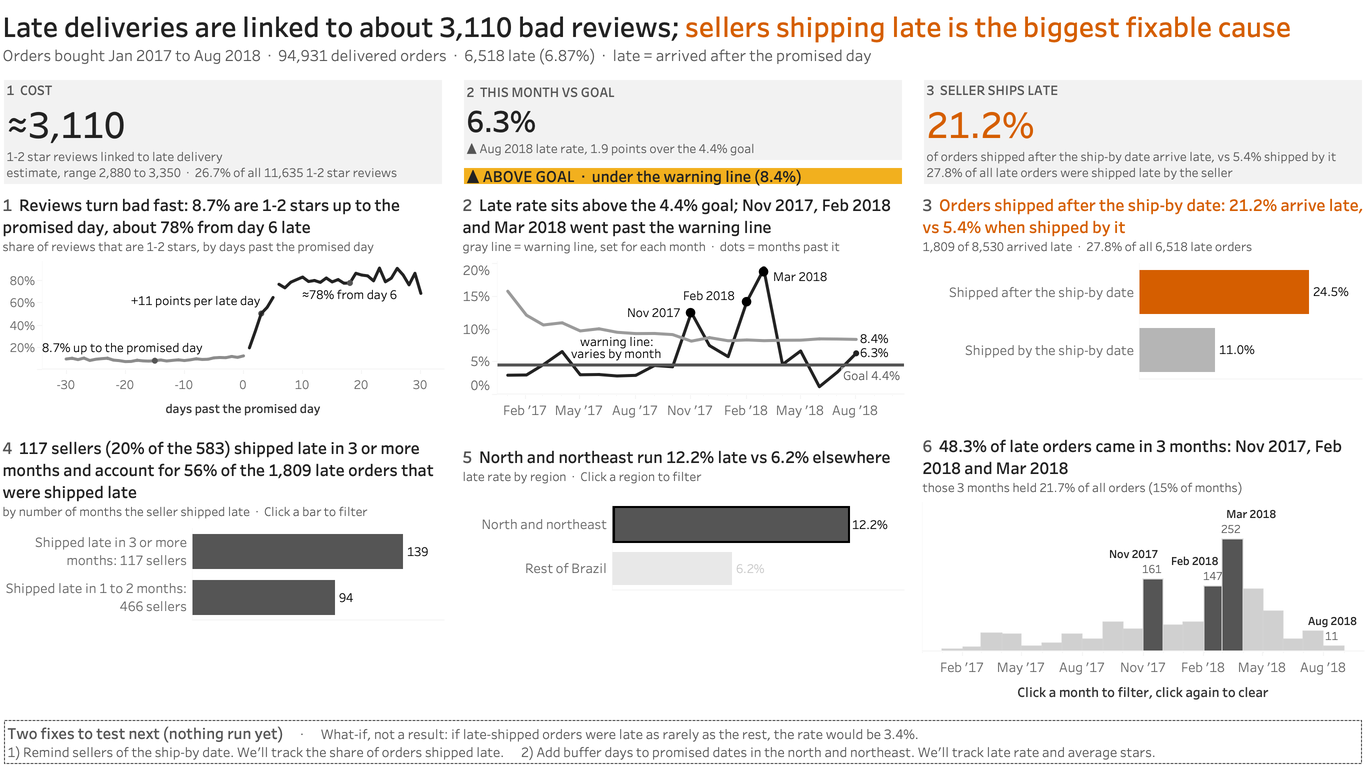 Late deliveries are linked to about 3,110 bad reviews; sellers shipping late is the biggest fixable cause
Orders bought Jan 2017 to Aug 2018 · 94,931 delivered orders · 6,518 late (6.87%) · late = arrived after the promised day
1 COST
≈3,110
1-2 star reviews linked to late delivery
estimate, range 2,880 to 3,350 · 26.7% of all 11,635 1-2 star reviews
2 THIS MONTH VS GOAL
6.3%
▲ Aug 2018 late rate, 1.9 points over the 4.4% goal
▲ ABOVE GOAL · under the warning line (8.4%)
3 SELLER SHIPS LATE
21.2%
of orders shipped after the ship-by date arrive late, vs 5.4% shipped by it
27.8% of all late orders were shipped late by the seller
1 Reviews turn bad fast: 8.7% are 1-2 stars up to the
promised day, about 78% from day 6 late
share of reviews that are 1-2 stars, by days past the promised day
80%
60%
40%
20%
+11 points per late day
≈78% from day 6
8.7% up to the promised day
-30 -20 -10 0 10 20 30
days past the promised day
2 Late rate sits above the 4.4% goal; Nov 2017, Feb 2018
and Mar 2018 went past the warning line
gray line = warning line, set for each month · dots = months past it
20%
15%
10%
5%
0%
Mar 2018
Feb 2018
Nov 2017
warning line:
varies by month
8.4%
6.3%
Goal 4.4%
Feb '17 May '17 Aug '17 Nov '17 Feb '18 May '18 Aug '18
3 Orders shipped after the ship-by date: 21.2% arrive late,
vs 5.4% when shipped by it
1,809 of 8,530 arrived late · 27.8% of all 6,518 late orders
Shipped after the ship-by date 24.5%
Shipped by the ship-by date 11.0%
4 117 sellers (20% of the 583) shipped late in 3 or more
months and account for 56% of the 1,809 late orders that
were shipped late
by number of months the seller shipped late · Click a bar to filter
Shipped late in 3 or more
months: 117 sellers
139
Shipped late in 1 to 2 months:
466 sellers
94
5 North and northeast run 12.2% late vs 6.2% elsewhere
late rate by region · Click a region to filter
North and northeast 12.2%
Rest of Brazil 6.2%
6 48.3% of late orders came in 3 months: Nov 2017, Feb
2018 and Mar 2018
those 3 months held 21.7% of all orders (15% of months)
Mar 2018
252
Nov 2017
161
Feb 2018
147
Aug 2018
11
Feb '17 May '17 Aug '17 Nov '17 Feb '18 May '18 Aug '18
Click a month to filter, click again to clear
Two fixes to test next (nothing run yet) · What-if, not a result: if late-shipped orders were late as rarely as the rest, the rate would be 3.4%.
1) Remind sellers of the ship-by date. We'll track the share of orders shipped late. 2) Add buffer days to promised dates in the north and northeast. We'll track late rate and average stars.